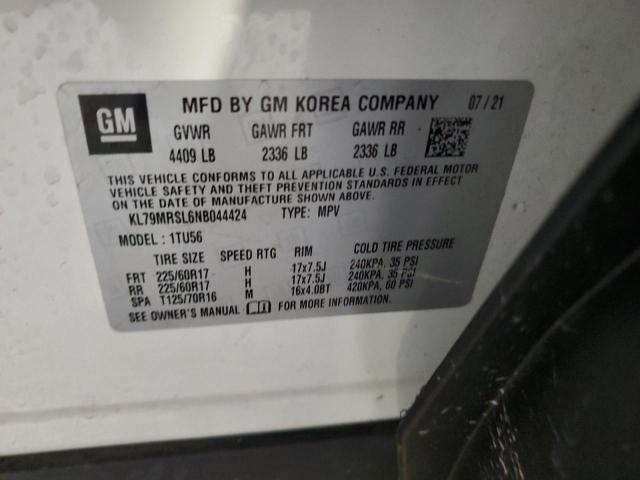 GM
MFD BY GM KOREA COMPANY 07/21
GVWR GAWR FRT GAWR RR
4409 LB 2336 LB 2336 LB
THIS VEHICLE CONFORMS TO ALL APPLICABLE U.S. FEDERAL MOTOR
VEHICLE SAFETY AND THEFT PREVENTION STANDARDS IN EFFECT
ON THE DATE OF MANUFACTURE SHOWN ABOVE.
KL79MRSL6NB044424 TYPE: MPV
MODEL: 1TU56
TIRE SIZE SPEED RTG RIM COLD TIRE PRESSURE
FRT 225/60R17 H 17x7.5J 240KPA, 35 PSI
RR 225/60R17 H 17x7.5J 240KPA, 35 PSI
SPA T125/70R16 M 16x4.0BT 420KPA, 60 PSI
SEE OWNER'S MANUAL FOR MORE INFORMATION.